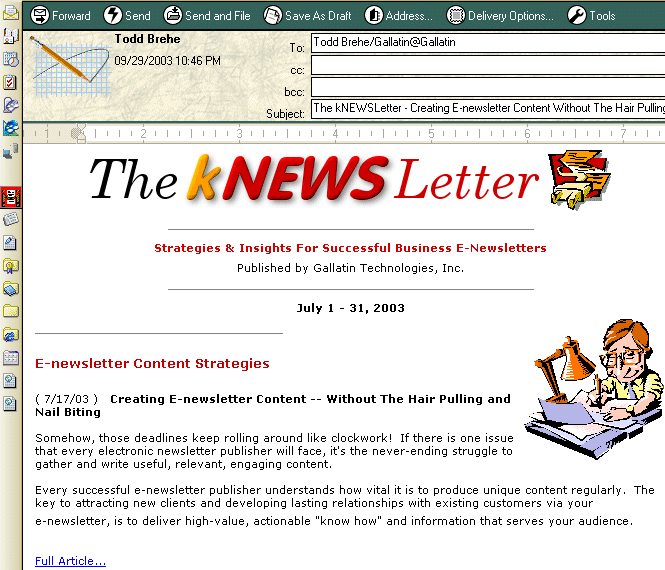 Forward Send Send and File Save As Draft Address... Delivery Options... Tools
Todd Brehe
09/29/2003 10:46 PM
To: Todd Brehe/Gallatin@Gallatin
cc:
bcc:
Subject: The kNEWSLetter - Creating E-newsletter Content Without The Hair Pulling
1 2 3 4 5 6 7
The kNEWS Letter
Strategies & Insights For Successful Business E-Newsletters
Published by Gallatin Technologies, Inc.
July 1 - 31, 2003
E-newsletter Content Strategies
( 7/17/03 ) Creating E-newsletter Content -- Without The Hair Pulling and
Nail Biting
Somehow, those deadlines keep rolling around like clockwork! If there is one issue
that every electronic newsletter publisher will face, it's the never-ending struggle to
gather and write useful, relevant, engaging content.
Every successful e-newsletter publisher understands how vital it is to produce unique content regularly. The
key to attracting new clients and developing lasting relationships with existing customers via your
e-newsletter, is to deliver high-value, actionable "know how" and information that serves your audience.
Full Article...